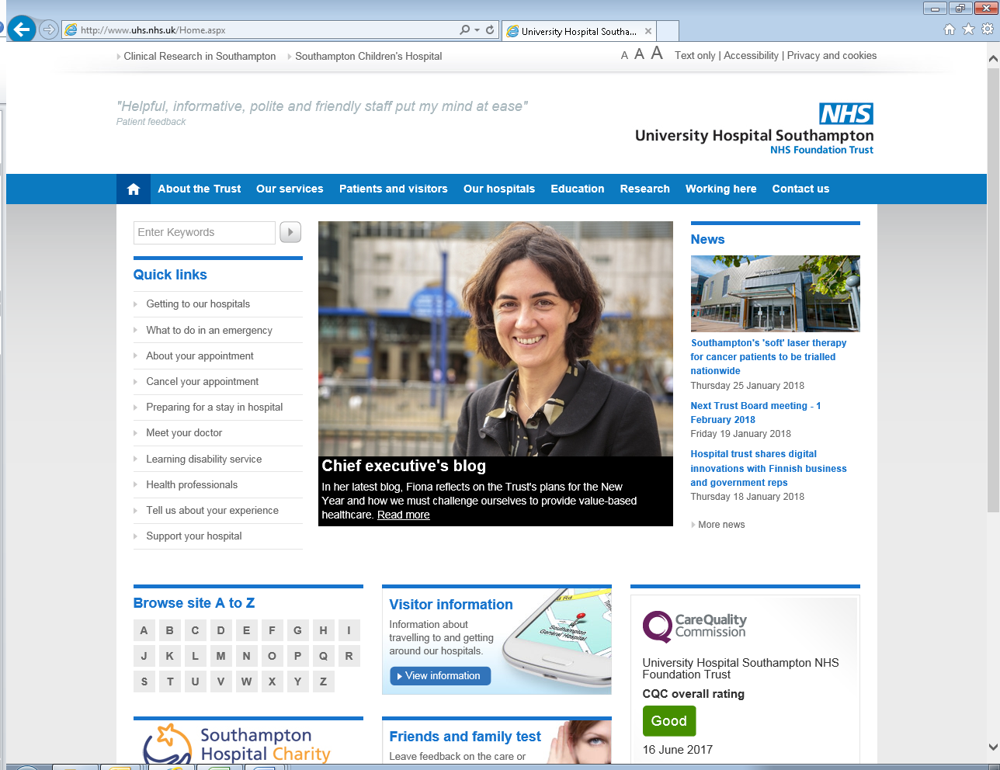 http://www.uhs.nhs.uk/Home.aspx
University Hospital Southa...
Clinical Research in Southampton
Southampton Children's Hospital
A A A
Text only | Accessibility | Privacy and cookies
"Helpful, informative, polite and friendly staff put my mind at ease"
Patient feedback
NHS
University Hospital Southampton
NHS Foundation Trust
About the Trust
Our services
Patients and visitors
Our hospitals
Education
Research
Working here
Contact us
Enter Keywords
Quick links
Getting to our hospitals
What to do in an emergency
About your appointment
Cancel your appointment
Preparing for a stay in hospital
Meet your doctor
Learning disability service
Health professionals
Tell us about your experience
Support your hospital
Chief executive's blog
In her latest blog, Fiona reflects on the Trust's plans for the New
Year and how we must challenge ourselves to provide value-based
healthcare. Read more
News
Southampton's 'soft' laser therapy
for cancer patients to be trialled
nationwide
Thursday 25 January 2018
Next Trust Board meeting - 1
February 2018
Friday 19 January 2018
Hospital trust shares digital
innovations with Finnish business
and government reps
Thursday 18 January 2018
More news
Browse site A to Z
A B C D E F G H I
J K L M N O P Q R
S T U V W X Y Z
Visitor information
Information about
travelling to and getting
around our hospitals.
View information
Rd
Southampton
General Hospital
CareQuality
Commission
University Hospital Southampton NHS
Foundation Trust
CQC overall rating
Good
16 June 2017
Southampton
Hospital Charity
Friends and family test
Leave feedback on the care or